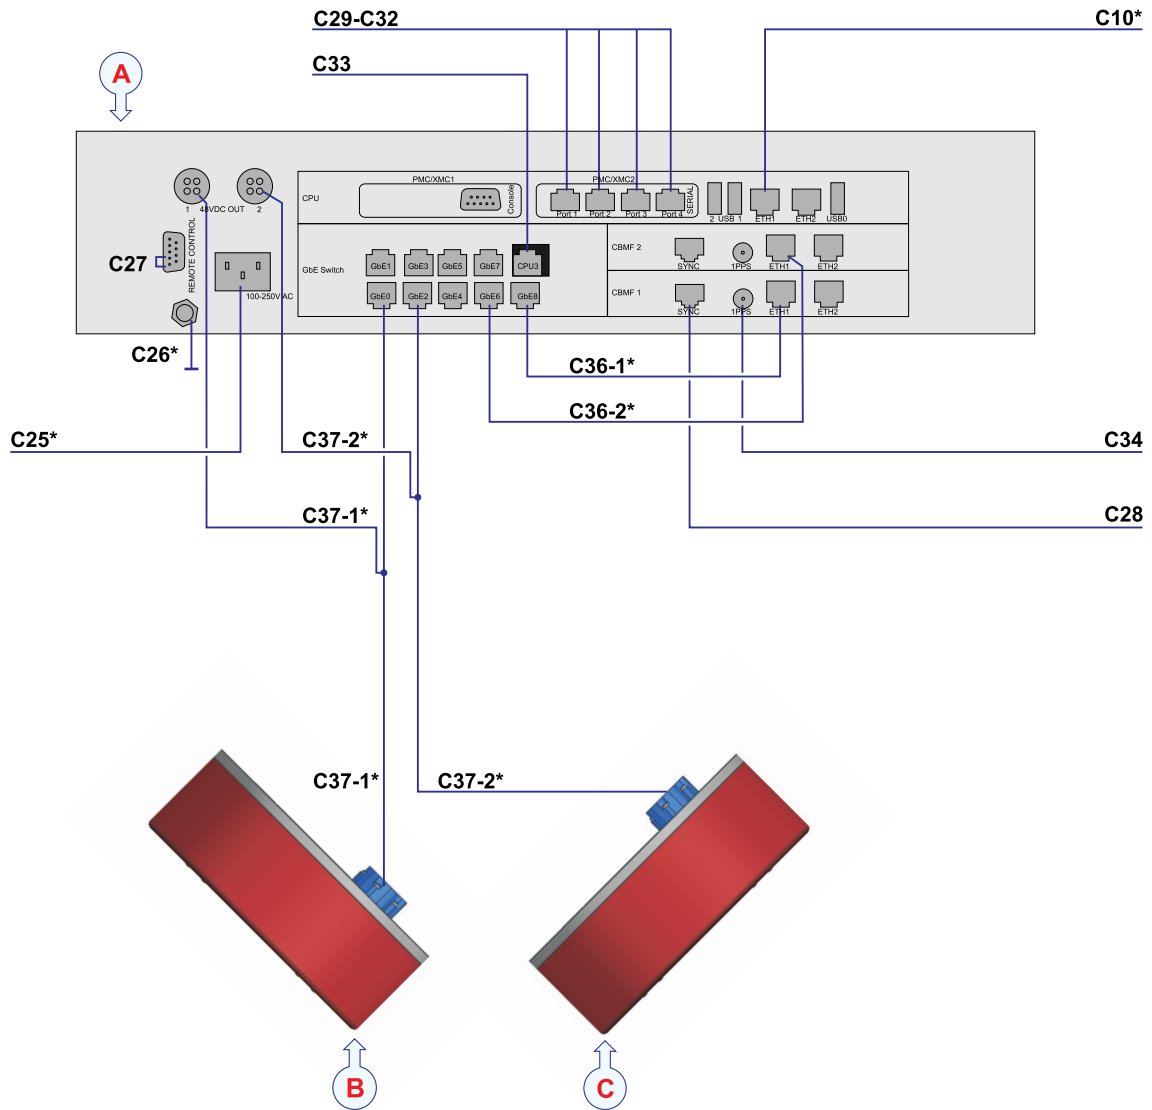 C29-C32
C10*
C33
A
PMC/XMC1
PMC/XMC2
CPU
Console
SERIAL
Port 1
Port 2
Port 3
Port 4
2 USB 1
ETH1
ETH2
USB0
1 48VDC OUT 2
REMOTE CONTROL
C27
100-250V AC
GbE Switch
GbE1
GbE3
GbE5
GbE7
CPU3
GbE0
GbE2
GbE4
GbE6
GbE8
CBMF 2
SYNC
1PPS
ETH1
ETH2
CBMF 1
SYNC
1PPS
ETH1
ETH2
C26*
C36-1*
C36-2*
C25*
C37-2*
C34
C37-1*
C28
C37-1*
C37-2*
B
C